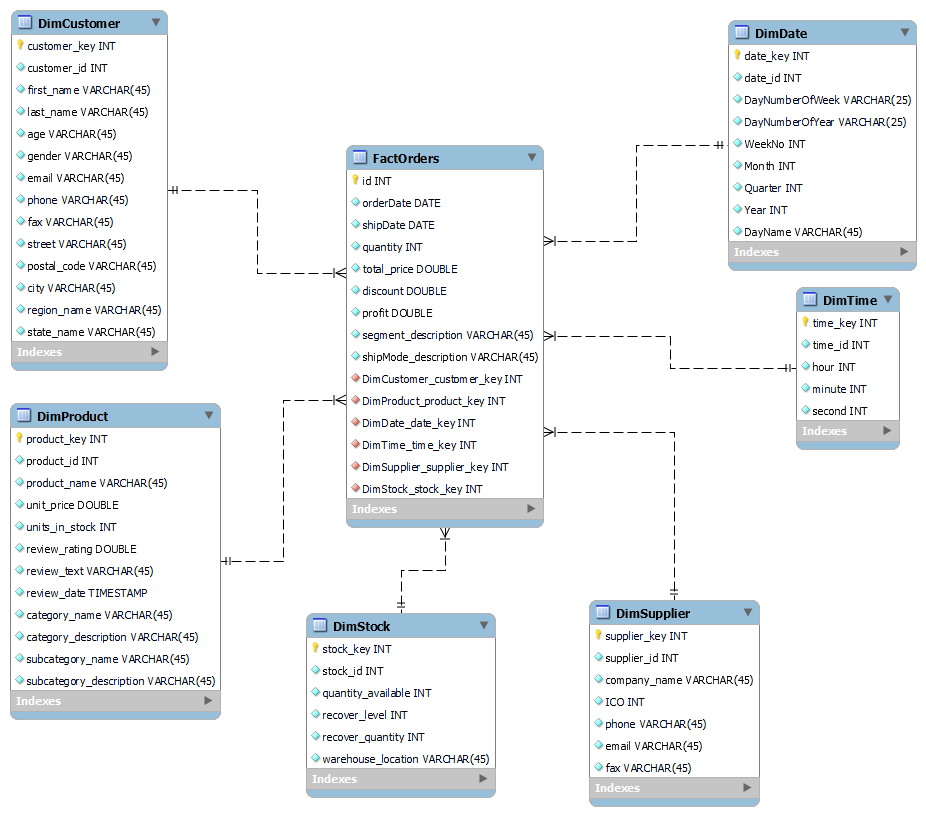 DimCustomer
customer_key INT
customer_id INT
first_name VARCHAR(45)
last_name VARCHAR(45)
age VARCHAR(45)
gender VARCHAR(45)
email VARCHAR(45)
phone VARCHAR(45)
fax VARCHAR(45)
street VARCHAR(45)
postal_code VARCHAR(45)
city VARCHAR(45)
region_name VARCHAR(45)
state_name VARCHAR(45)
Indexes
DimProduct
product_key INT
product_id INT
product_name VARCHAR(45)
unit_price DOUBLE
units_in_stock INT
review_rating DOUBLE
review_text VARCHAR(45)
review_date TIMESTAMP
category_name VARCHAR(45)
category_description VARCHAR(45)
subcategory_name VARCHAR(45)
subcategory_description VARCHAR(45)
Indexes
FactOrders
id INT
orderDate DATE
shipDate DATE
quantity INT
total_price DOUBLE
discount DOUBLE
profit DOUBLE
segment_description VARCHAR(45)
shipMode_description VARCHAR(45)
DimCustomer_customer_key INT
DimProduct_product_key INT
DimDate_date_key INT
DimTime_time_key INT
DimSupplier_supplier_key INT
DimStock_stock_key INT
Indexes
DimStock
stock_key INT
stock_id INT
quantity_available INT
recover_level INT
recover_quantity INT
warehouse_location VARCHAR(45)
Indexes
DimDate
date_key INT
date_id INT
DayNumberOfWeek VARCHAR(25)
DayNumberOfYear VARCHAR(25)
WeekNo INT
Month INT
Quarter INT
Year INT
DayName VARCHAR(45)
Indexes
DimTime
time_key INT
time_id INT
hour INT
minute INT
second INT
Indexes
DimSupplier
supplier_key INT
supplier_id INT
company_name VARCHAR(45)
ICO INT
phone VARCHAR(45)
email VARCHAR(45)
fax VARCHAR(45)
Indexes